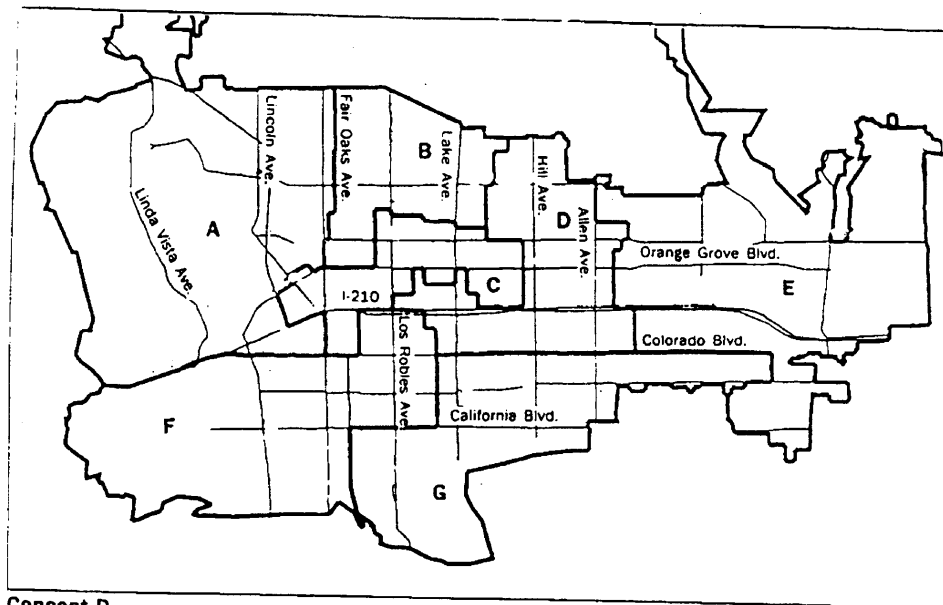 Lincoln Ave.
Fair Oaks Ave.
Lake Ave.
B
Hill Ave.
Linda Vista Ave.
A
D
Allen Ave.
Orange Grove Blvd.
C
E
I-210
Los Robles Ave.
Colorado Blvd.
California Blvd.
F
G